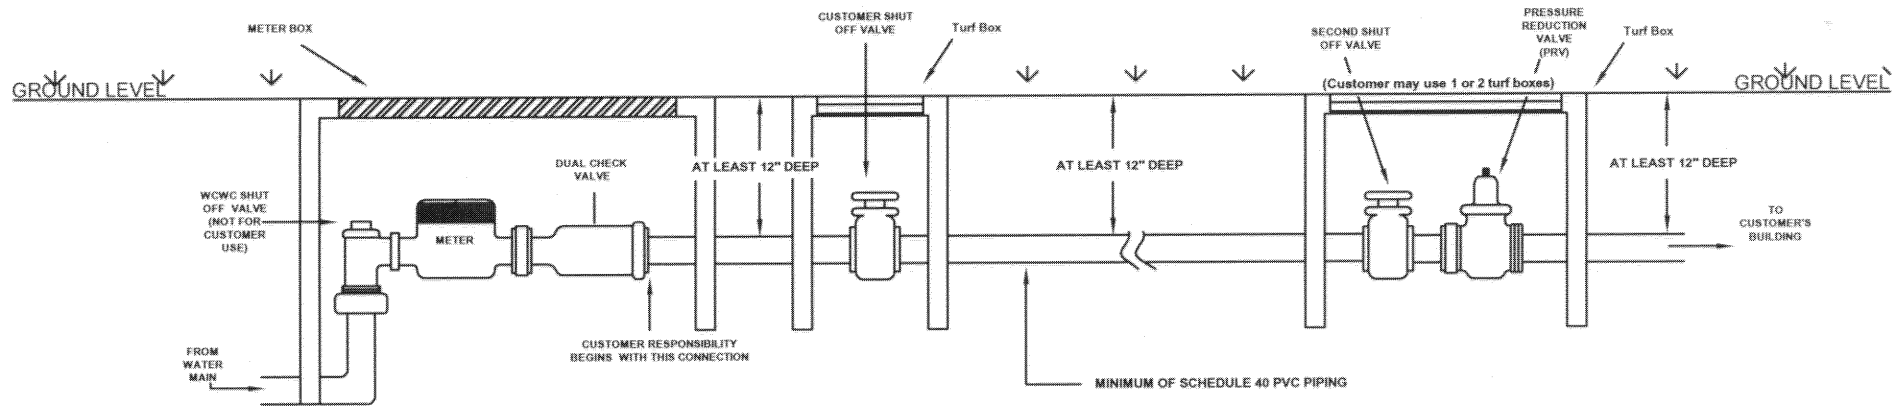 METER BOX
CUSTOMER SHUT
OFF VALVE
Turf Box
SECOND SHUT
OFF VALVE
PRESSURE
REDUCTION
VALVE
(PRV)
Turf Box
GROUND LEVEL
(Customer may use 1 or 2 turf boxes)
GROUND LEVEL
WCWC SHUT
OFF VALVE
(NOT FOR
CUSTOMER
USE)
METER
DUAL CHECK
VALVE
AT LEAST 12" DEEP
AT LEAST 12" DEEP
AT LEAST 12" DEEP
TO
CUSTOMER'S
BUILDING
FROM
WATER
MAIN
CUSTOMER RESPONSIBILITY
BEGINS WITH THIS CONNECTION
MINIMUM OF SCHEDULE 40 PVC PIPING